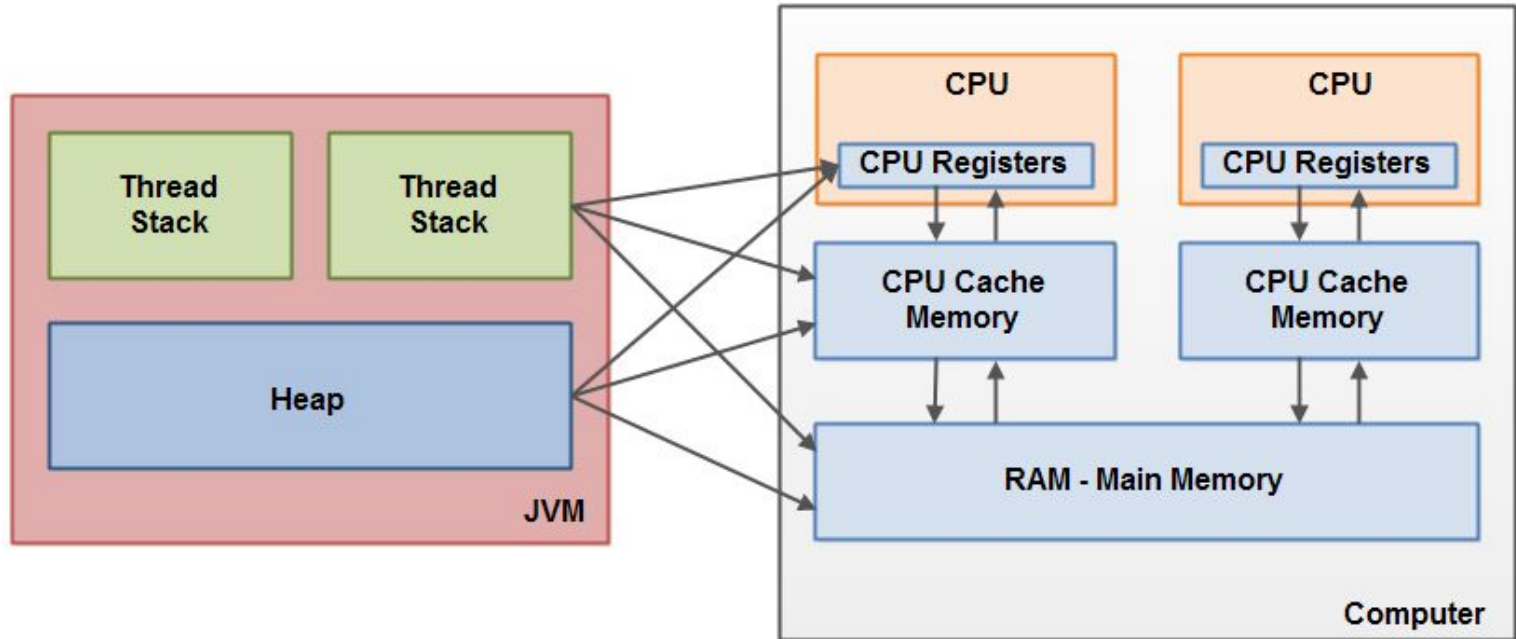 Thread
Stack
Thread
Stack
Heap
JVM
CPU
CPU Registers
CPU Cache
Memory
CPU
CPU Registers
CPU Cache
Memory
RAM - Main Memory
Computer